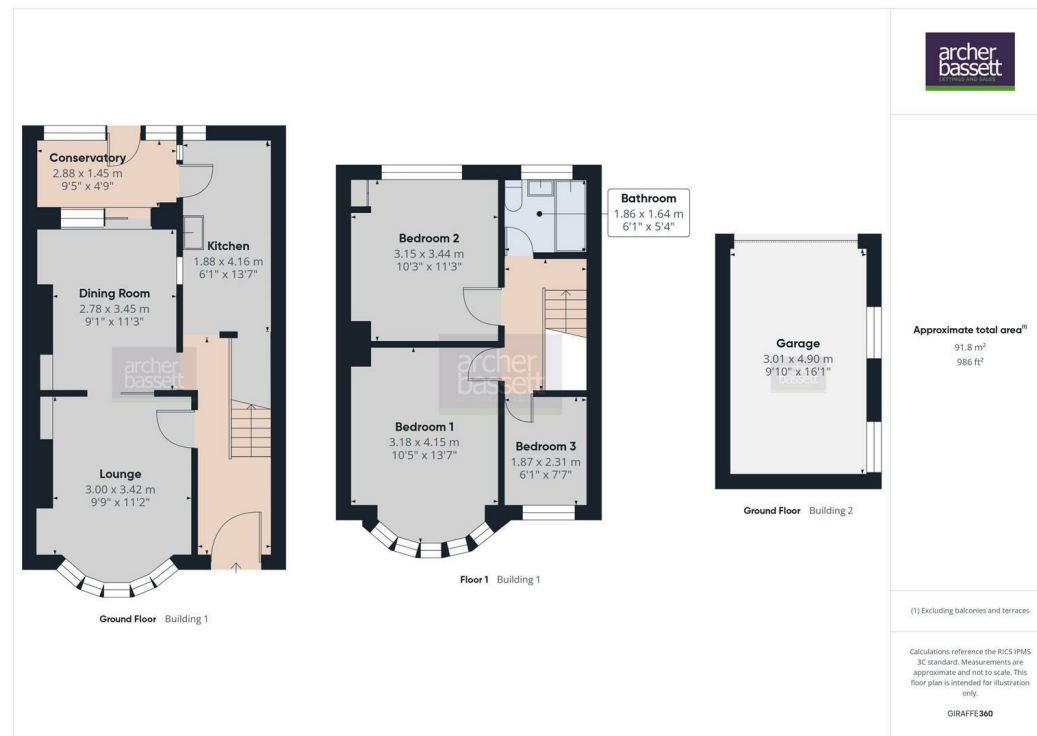 Conservatory
2.88 x 1.45 m
9'5" x 4'9"
Kitchen
1.88 x 4.16 m
6'1" x 13'7"
Dining Room
2.78 x 3.45 m
9'1" x 11'3"
archer
bassett
Lounge
3.00 x 3.42 m
9'9" x 11'2"
Ground Floor Building 1
Bathroom
1.86 x 1.64 m
6'1" x 5'4"
Bedroom 2
3.15 x 3.44 m
10'3" x 11'3"
archer
bassett
Bedroom 1
3.18 x 4.15 m
10'5" x 13'7"
Bedroom 3
1.87 x 2.31 m
6'1" x 7'7"
Floor 1 Building 1
Garage
3.01 x 4.90 m
9'10" x 16'1"
Ground Floor Building 2
archer
bassett
LETTINGS AND SALES
Approximate total area(1)
91.8 m²
986 ft²
(1) Excluding balconies and terraces
Calculations reference the RICS IPMS
3C standard. Measurements are
approximate and not to scale. This
floor plan is intended for illustration
only.
GIRAFFE360